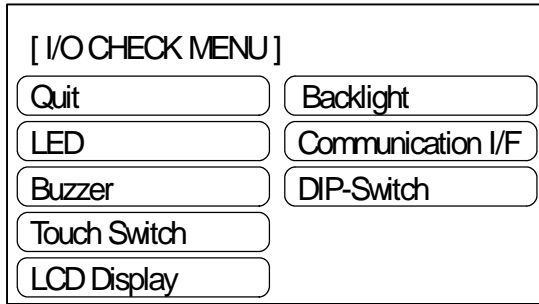 [ I/O CHECK MENU ]
Quit
Backlight
LED
Communication I/F
Buzzer
DIP-Switch
Touch Switch
LCD Display